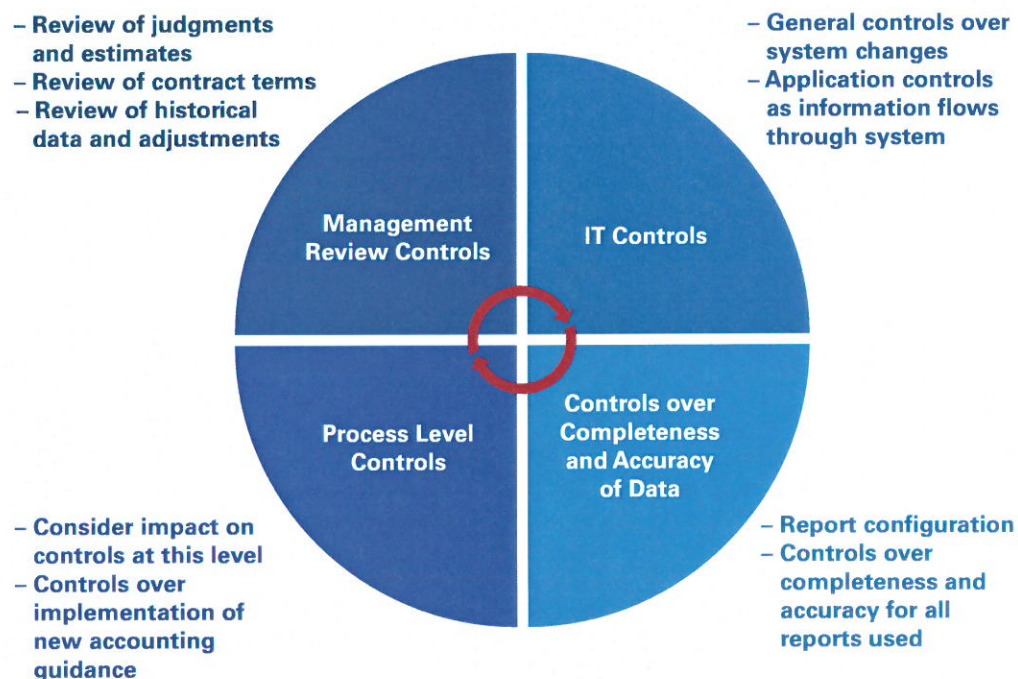 – Review of judgments
and estimates
– Review of contract terms
– Review of historical
data and adjustments
– General controls over
system changes
– Application controls
as information flows
through system
Management
Review Controls
IT Controls
Process Level
Controls
Controls over
Completeness
and Accuracy
of Data
– Consider impact on
controls at this level
– Controls over
implementation of
new accounting
guidance
– Report configuration
– Controls over
completeness and
accuracy for all
reports used